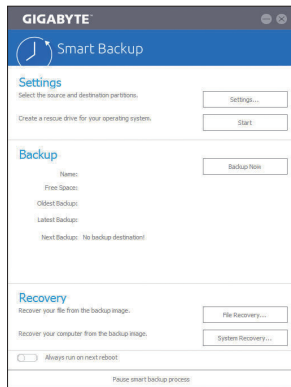 GIGABYTE™
Smart Backup
Settings
Select the source and destination partitions.
Settings...
Create a rescue drive for your operating system.
Start
Backup
Backup Now
Name:
Free Space:
Oldest Backup:
Latest Backup:
Next Backup: No backup destination!
Recovery
Recover your file from the backup image.
File Recovery...
Recover your computer from the backup image.
System Recovery...
Always run on next reboot
Pause smart backup process